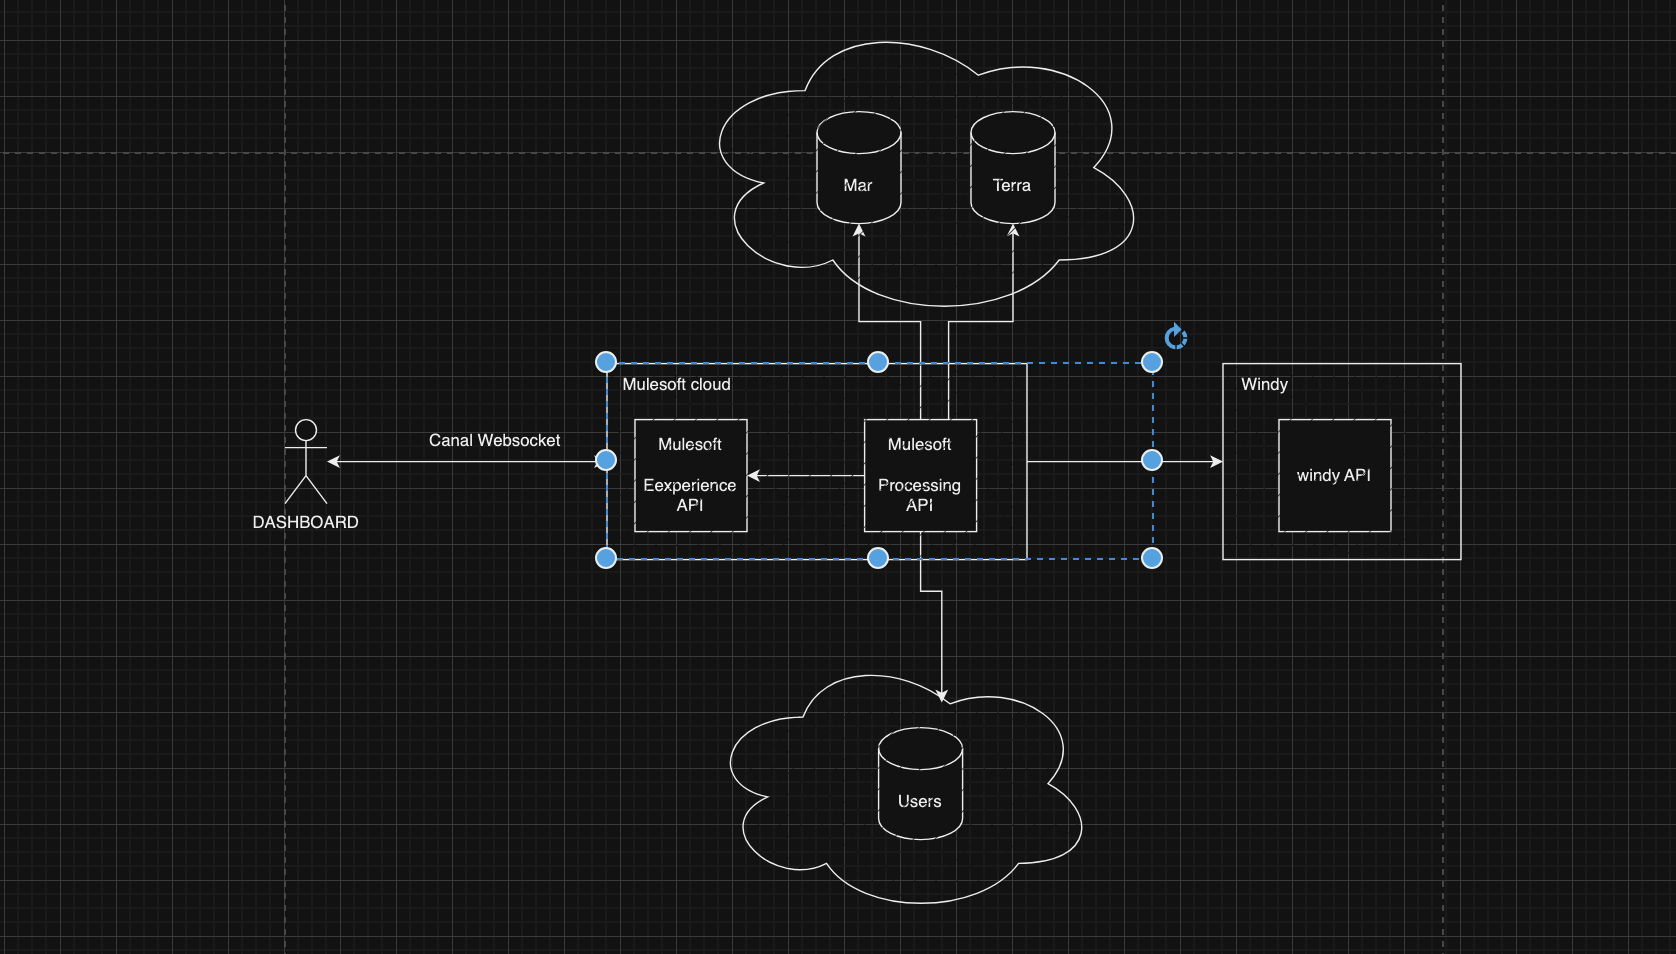 Mar
Terra
Mulesoft cloud
Windy
Canal Websocket
Mulesoft
Eexperience
API
Mulesoft
Processing
API
windy API
DASHBOARD
Users